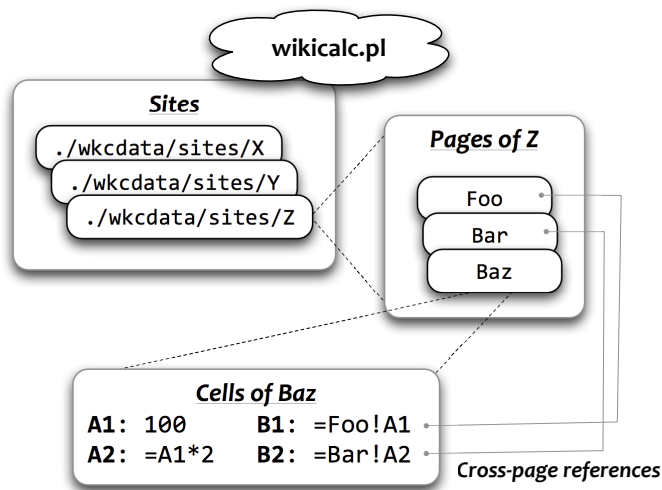 wikicalc.pl
Sites
./wkcdata/sites/X
./wkcdata/sites/Y
./wkcdata/sites/Z
Pages of Z
Foo
Bar
Baz
Cells of Baz
A1: 100 B1: =Foo!A1
A2: =A1*2 B2: =Bar!A2
Cross-page references